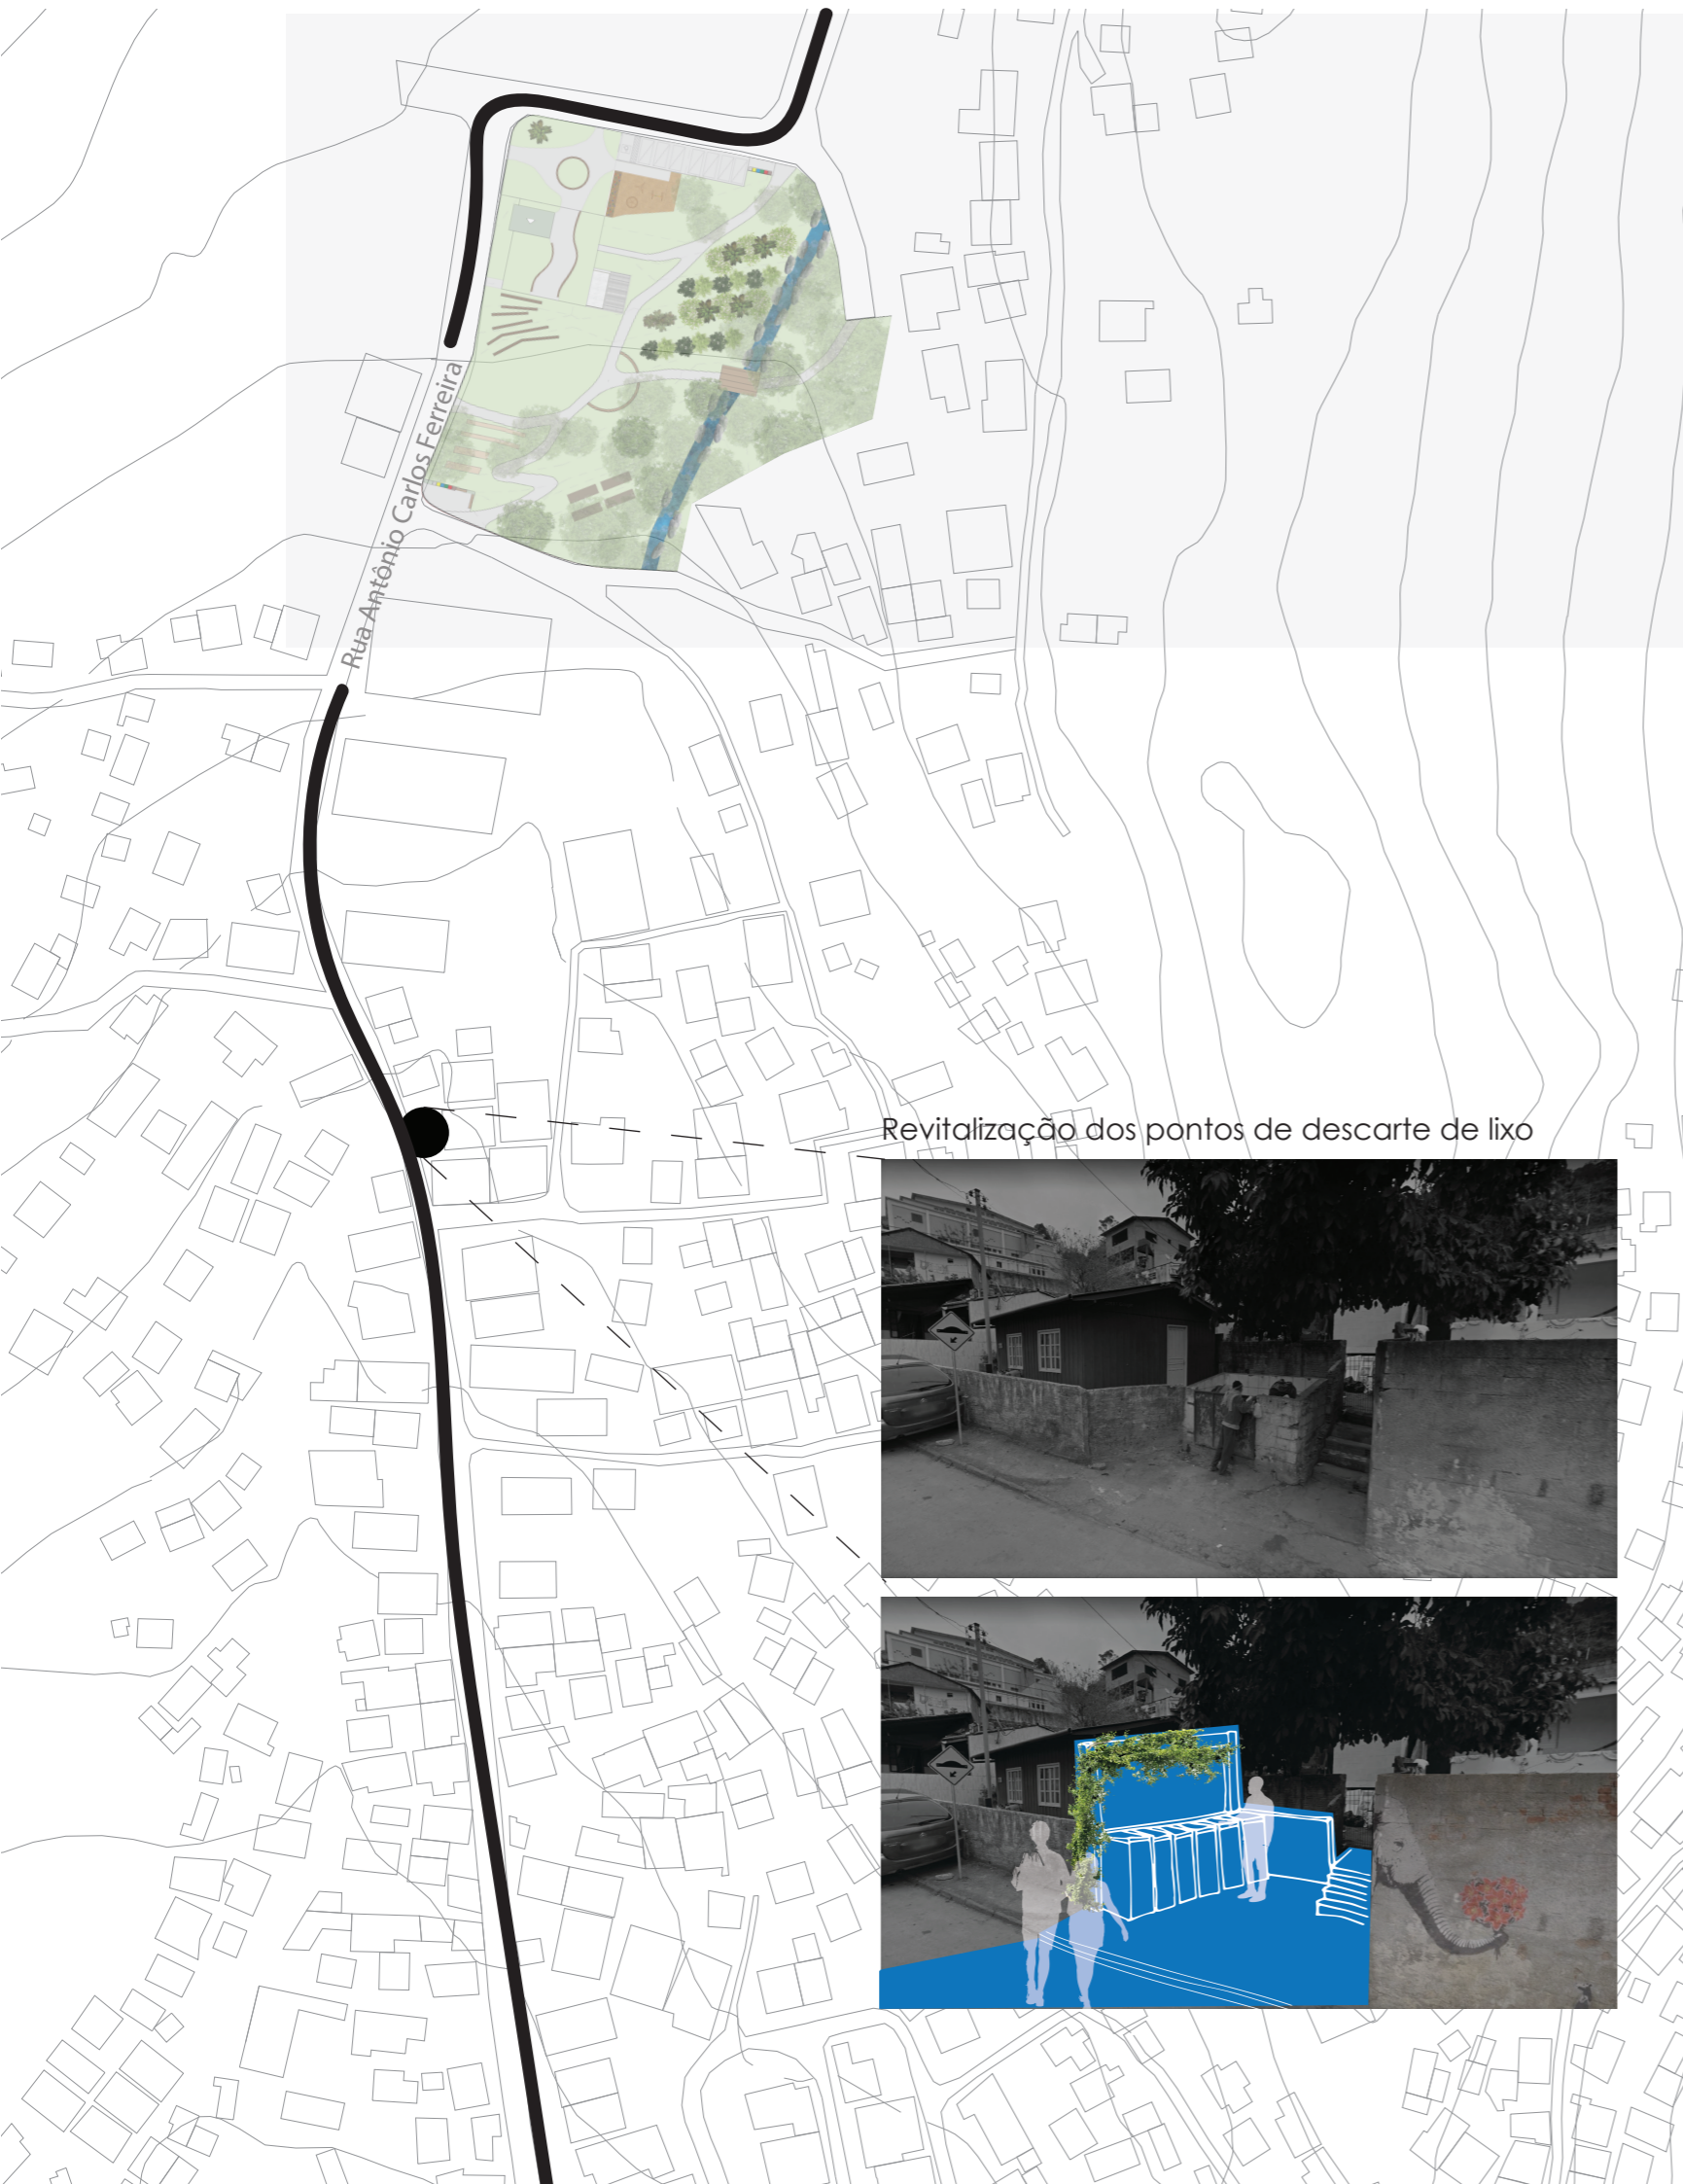 Rua Antônio Carlos Ferreira
Revitalização dos pontos de descarte de lixo